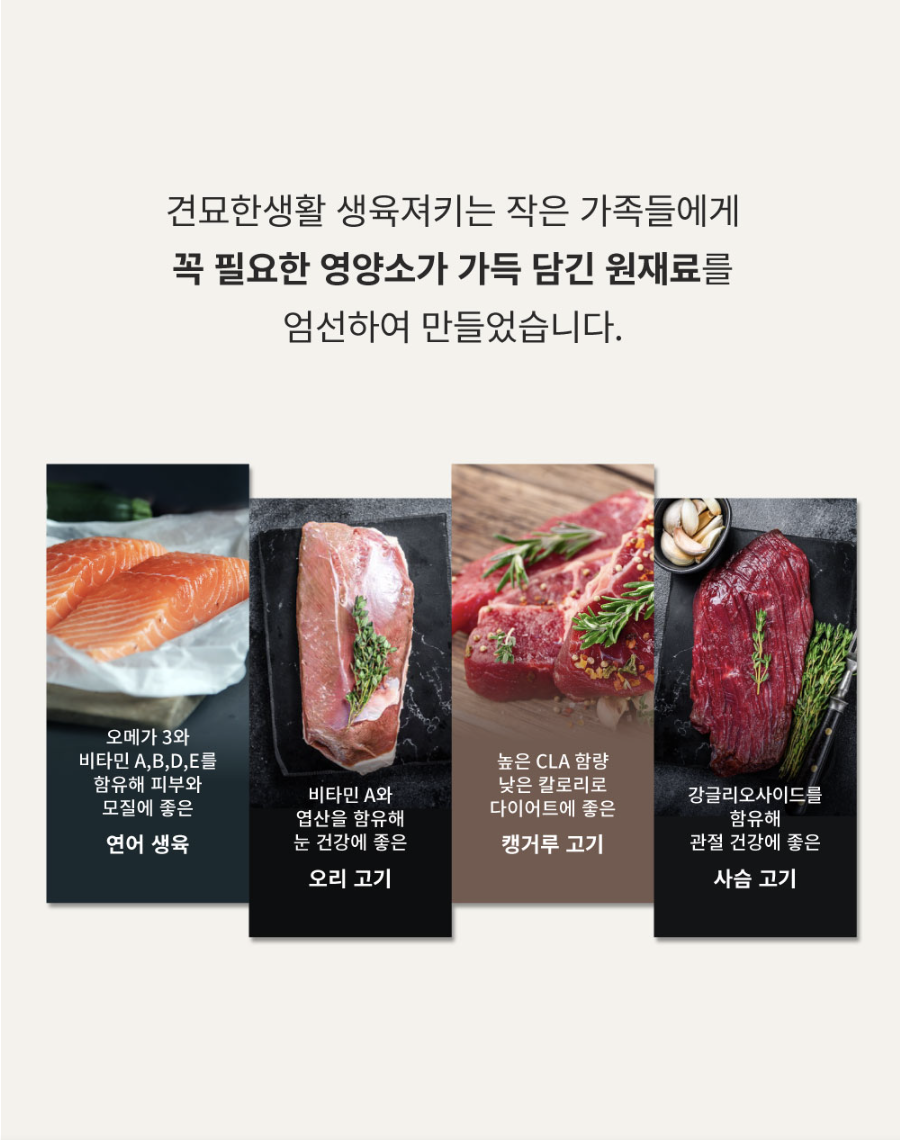 견묘한생활 생육져키는 작은 가족들에게
꼭 필요한 영양소가 가득 담긴 원재료를
엄선하여 만들었습니다.
오메가 3와
비타민 A,B,D,E를
함유해 피부와
모질에 좋은
연어 생육
비타민 A와
엽산을 함유해
눈 건강에 좋은
오리 고기
높은 CLA 함량
낮은 칼로리로
다이어트에 좋은
캥거루 고기
강글리오사이드를
함유해
관절 건강에 좋은
사슴 고기